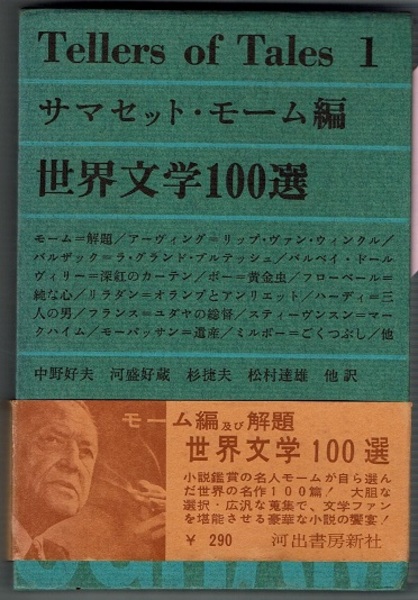 Tellers of Tales 1
サマセット・モーム編
世界文学100選
モーム=解題/アーヴィング=リップ・ヴァン・ウィンクル/
バルザック=ラ・グランド・ブルテッシュ/バルベイ・ドール
ヴィリー=深紅のカーテン/ポー=黄金虫/フローベール=
純な心/リラダン=オランプとアンリエット/ハーディ=三
人の男/フランス=ユダヤの総督/スティーヴンスン=マー
クハイム/モーパッサン=遺産/ミルボー=ごくつぶし/他
中野好夫 河盛好蔵 杉捷夫 松村達雄 他訳
モーム編及び解題
世界文学100選
小説鑑賞の名人モームが自ら選ん
だ世界の名作100篇! 大胆な
選択・広汎な蒐集で、文学ファン
を堪能させる豪華な小説の饗宴!
¥ 290 河出書房新社